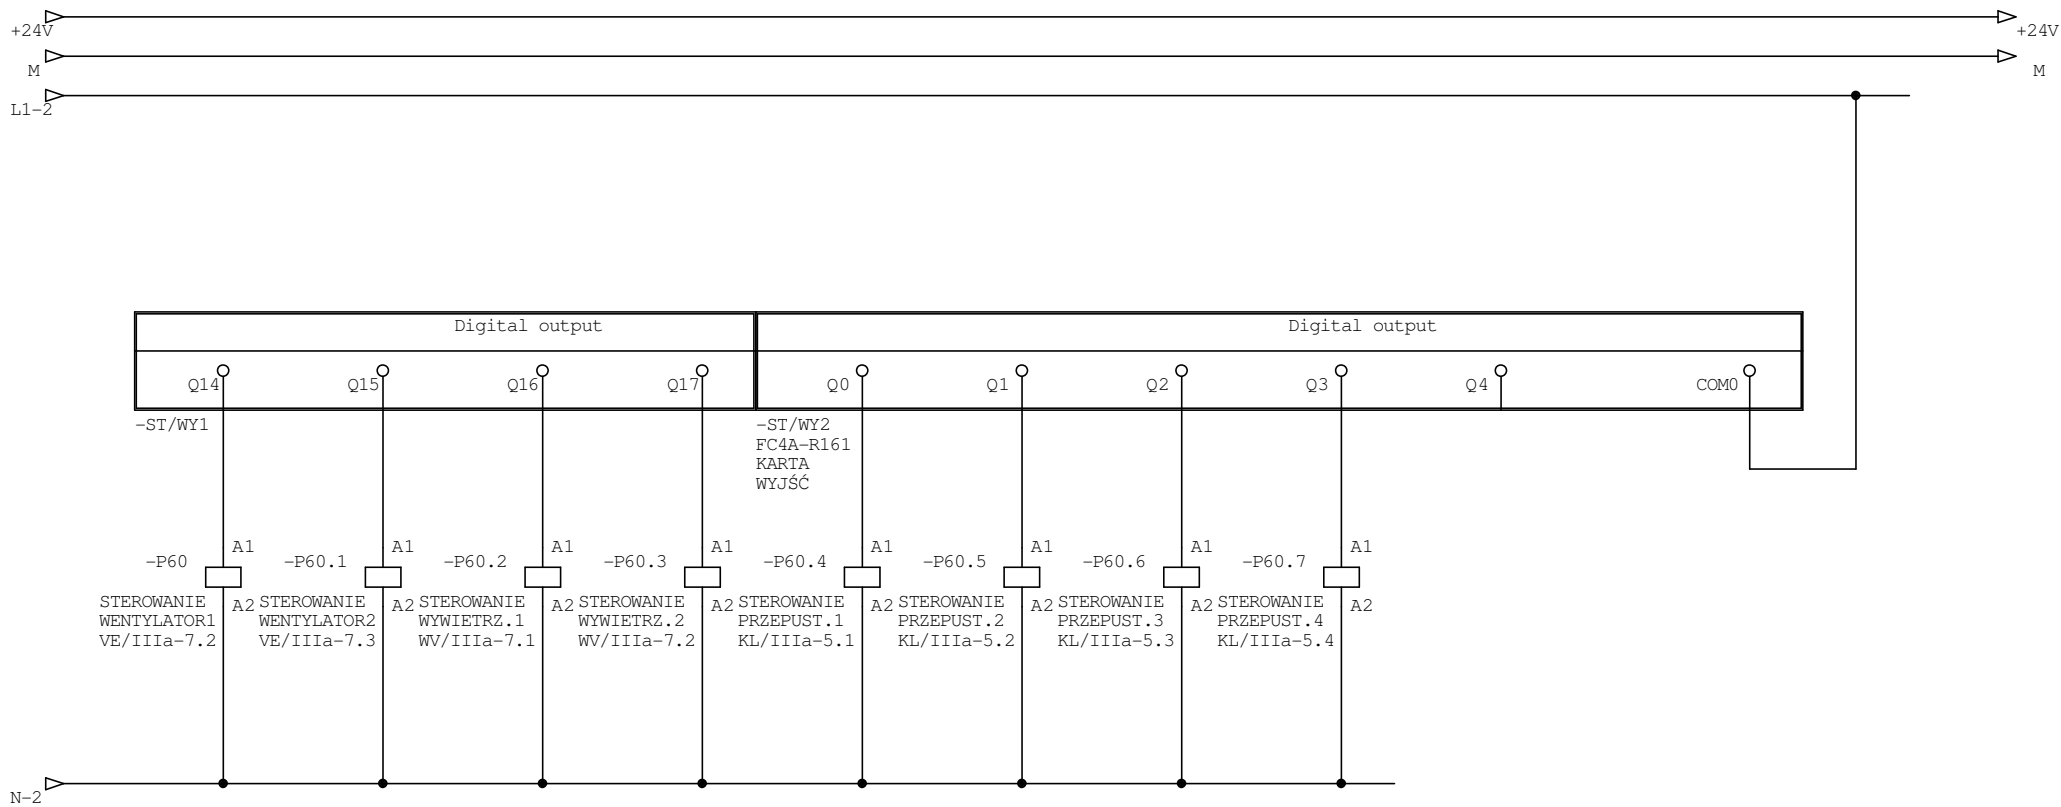 +24V
+24V
M
M
L1-2
Digital output
Digital output
Q14
Q15
Q16
Q17
Q0
Q1
Q2
Q3
Q4
COM0
-ST/WY1
-ST/WY2
FC4A-R161
KARTA
WYJŚĆ
-P60
A1
-P60.1
A1
-P60.2
A1
-P60.3
A1
-P60.4
A1
-P60.5
A1
-P60.6
A1
-P60.7
A1
STEROWANIE
WENTYLATOR1
VE/IIIa-7.2
A2
STEROWANIE
WENTYLATOR2
VE/IIIa-7.3
A2
STEROWANIE
WYWIETRZ.1
WV/IIIa-7.1
A2
STEROWANIE
WYWIETRZ.2
WV/IIIa-7.2
A2
STEROWANIE
PRZEPUST.1
KL/IIIa-5.1
A2
STEROWANIE
PRZEPUST.2
KL/IIIa-5.2
A2
STEROWANIE
PRZEPUST.3
KL/IIIa-5.3
A2
STEROWANIE
PRZEPUST.4
KL/IIIa-5.4
A2
N-2